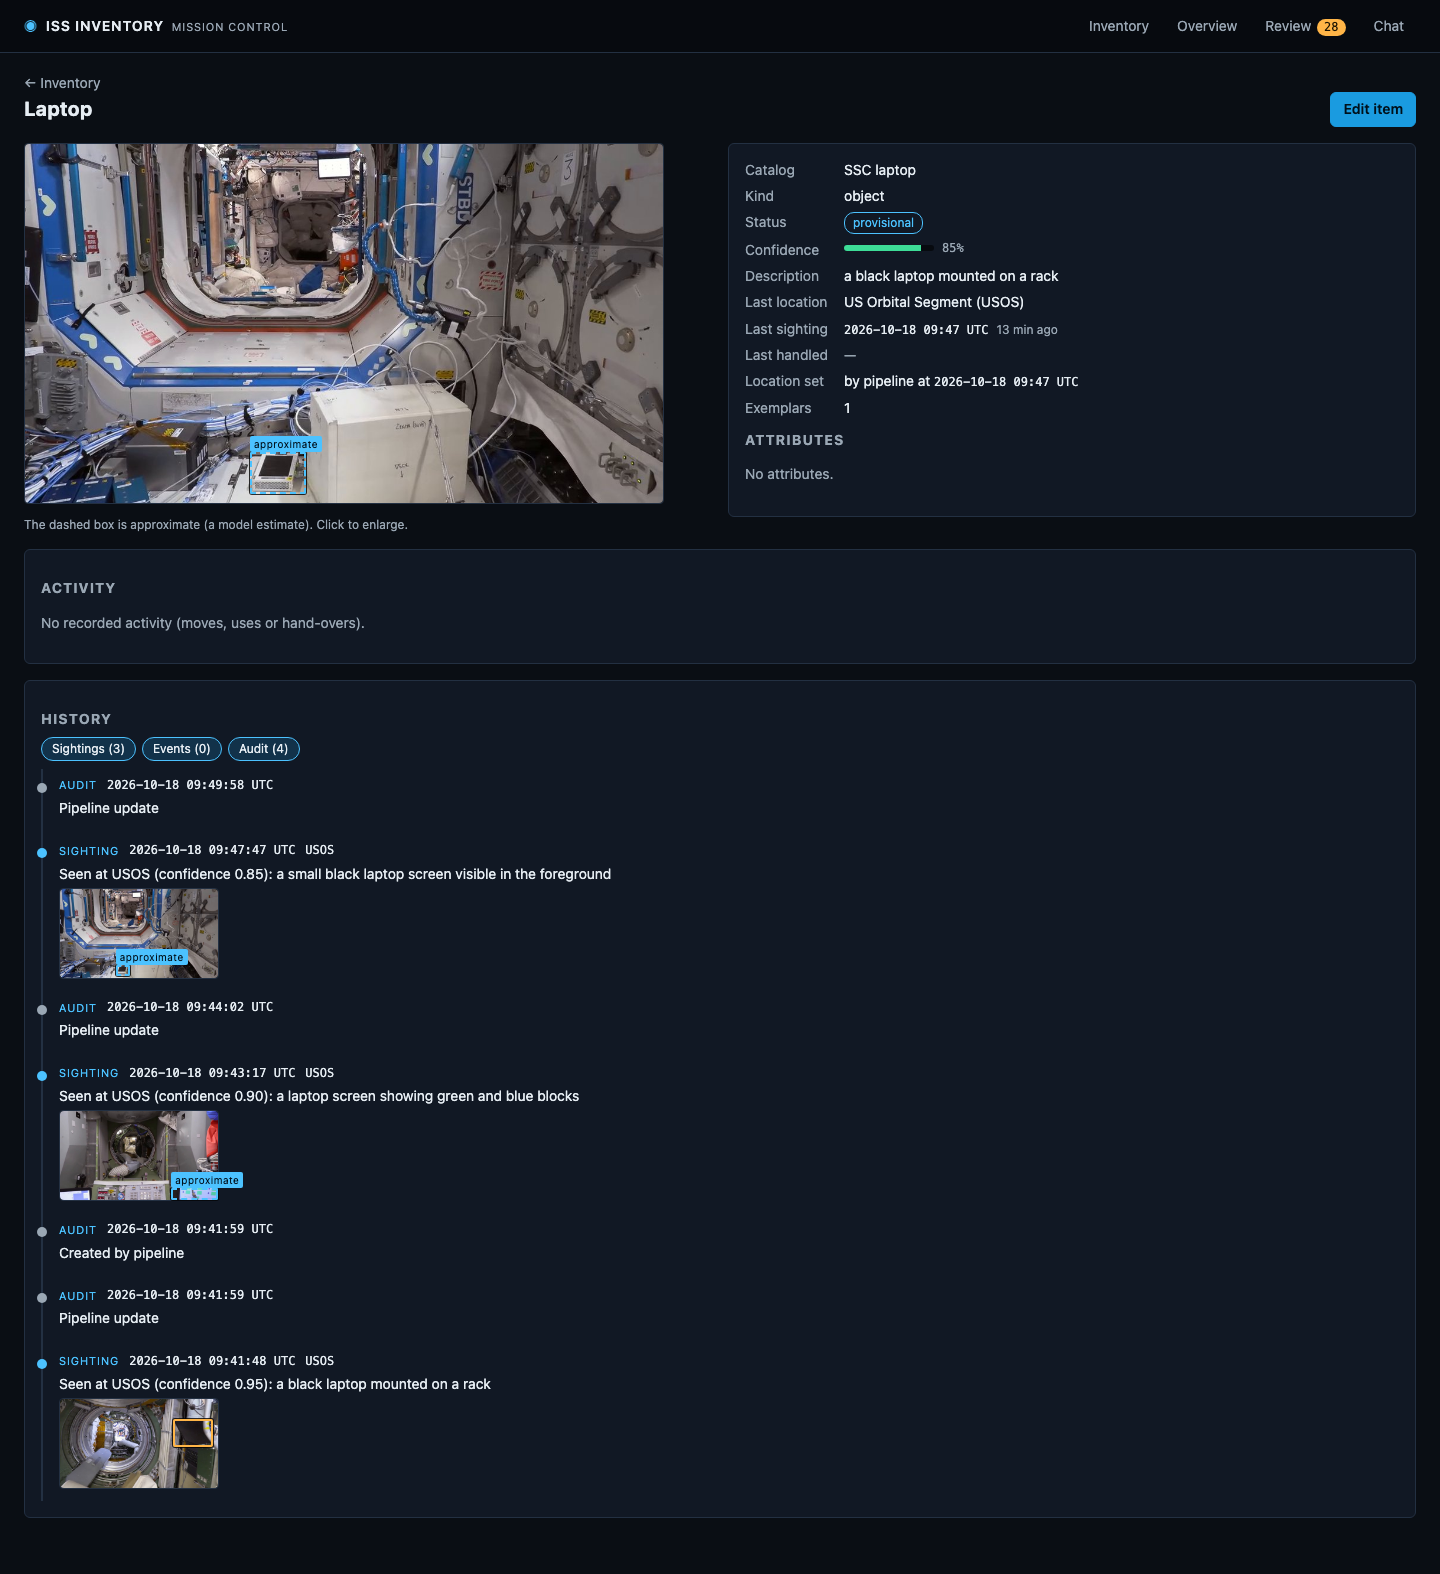 ISS INVENTORY MISSION CONTROL
Inventory Overview Review 28 Chat
← Inventory
Laptop
Edit item
STBD
3
approximate
The dashed box is approximate (a model estimate). Click to enlarge.
Catalog SSC laptop
Kind object
Status provisional
Confidence 85%
Description a black laptop mounted on a rack
Last location US Orbital Segment (USOS)
Last sighting 2026-10-18 09:47 UTC 13 min ago
Last handled —
Location set by pipeline at 2026-10-18 09:47 UTC
Exemplars 1
ATTRIBUTES
No attributes.
ACTIVITY
No recorded activity (moves, uses or hand-overs).
HISTORY
Sightings (3) Events (0) Audit (4)
AUDIT 2026-10-18 09:49:58 UTC
Pipeline update
SIGHTING 2026-10-18 09:47:47 UTC USOS
Seen at USOS (confidence 0.85): a small black laptop screen visible in the foreground
approximate
AUDIT 2026-10-18 09:44:02 UTC
Pipeline update
SIGHTING 2026-10-18 09:43:17 UTC USOS
Seen at USOS (confidence 0.90): a laptop screen showing green and blue blocks
approximate
AUDIT 2026-10-18 09:41:59 UTC
Created by pipeline
AUDIT 2026-10-18 09:41:59 UTC
Pipeline update
SIGHTING 2026-10-18 09:41:48 UTC USOS
Seen at USOS (confidence 0.95): a black laptop mounted on a rack